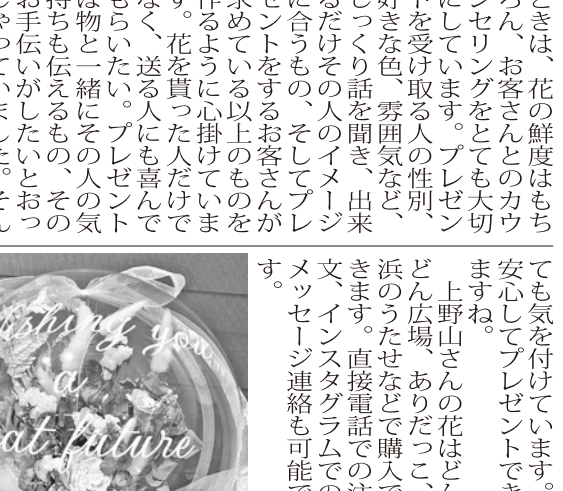 ときは、花の鮮度はもち
ろん、お客さんとのカウ
ンセリングをとても大切
にしています。プレゼン
トを受け取る人の性別、
好きな色、雰囲気など、
じっくり話を聞き、出来
るだけその人のイメージ
に合うもの、そしてプレ
ゼントをするお客さんが
求めている以上のものを
作るように心掛けていま
す。花を貰った人だけで
なく、送る人にも喜んで
もらいたい。プレゼント
は物と一緒にその人の気
持ちも伝えるもの、その
お手伝いがしたいとおっ
しゃっていました。そん
ても気を付けています。
安心してプレゼントでき
ますね。
上野山さんの花はどん
どん広場、ありだっこ、
浜のうたせなどで購入で
きます。直接電話での注
文、インスタグラムでの
メッセージ連絡も可能で
す。
ishing you...
a
at future